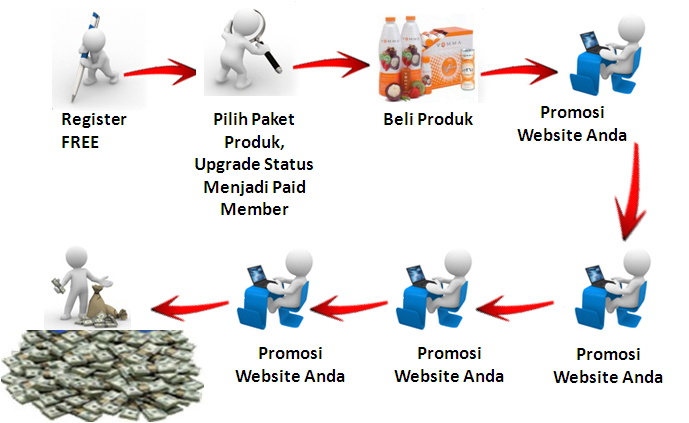 Register
FREE
Pilih Paket
Produk,
Upgrade Status
Menjadi Paid
Member
Beli Produk
Promosi
Website Anda
Promosi
Website Anda
Promosi
Website Anda
Promosi
Website Anda